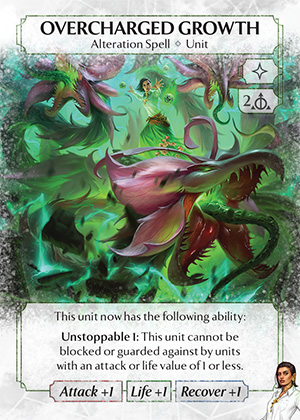 OVERCHARGED GROWTH
Alteration Spell ✧ Unit
2
This unit now has the following ability:
Unstoppable 1: This unit cannot be
blocked or guarded against by units
with an attack or life value of 1 or less.
Attack +1 Life +1 Recover +1